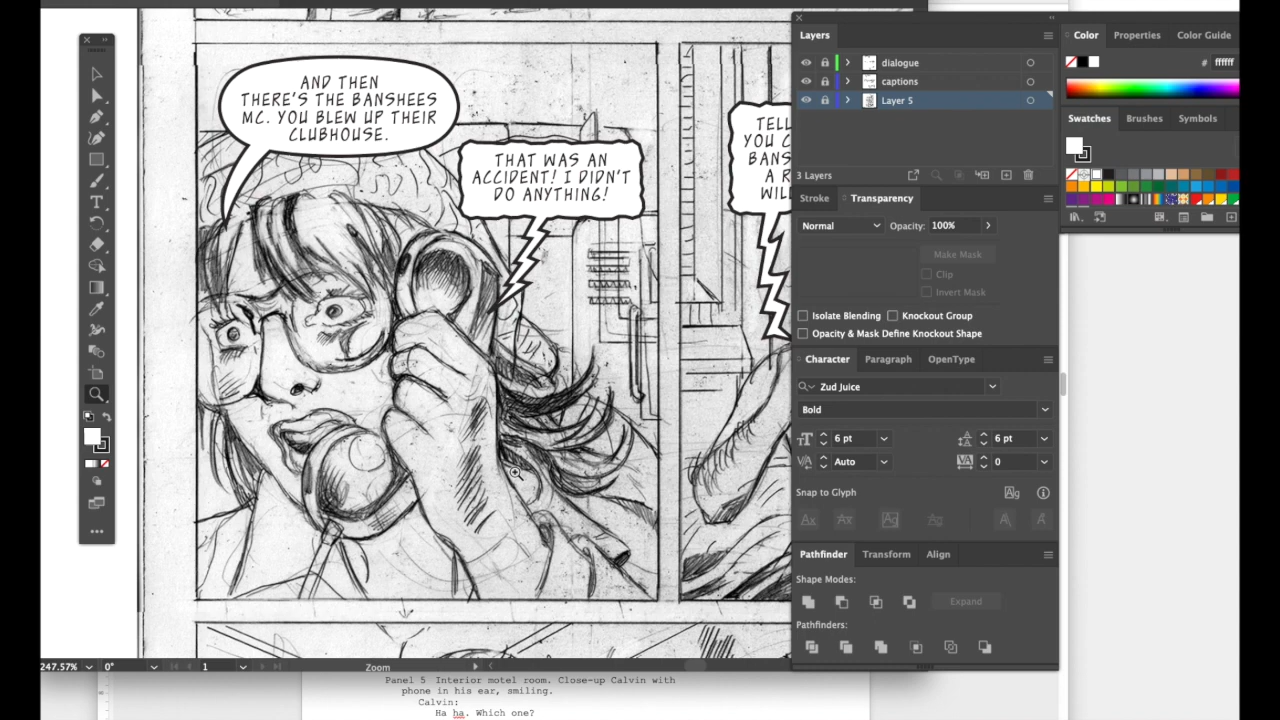 AND THEN
THERE'S THE BANSHEES
MC. YOU BLEW UP THEIR
CLUBHOUSE.
THAT WAS AN
ACCIDENT! I DIDN'T
DO ANYTHING!
TELL
YOU C
BANS
A R
WIL
Layers
dialogue
captions
Layer 5
3 Layers
Stroke
Transparency
Normal
Opacity: 100%
Make Mask
Clip
Invert Mask
Isolate Blending
Knockout Group
Opacity & Mask Define Knockout Shape
Character
Paragraph
OpenType
Zud Juice
Bold
6 pt
6 pt
Auto
0
Snap to Glyph
Pathfinder
Transform
Align
Shape Modes:
Expand
Pathfinders:
Color
Properties
Color Guide
# ffffff
Swatches
Brushes
Symbols
247.57%
0°
1
Zoom
Panel 5 Interior motel room. Close-up Calvin with
phone in his ear, smiling.
Calvin:
Ha ha. Which one?